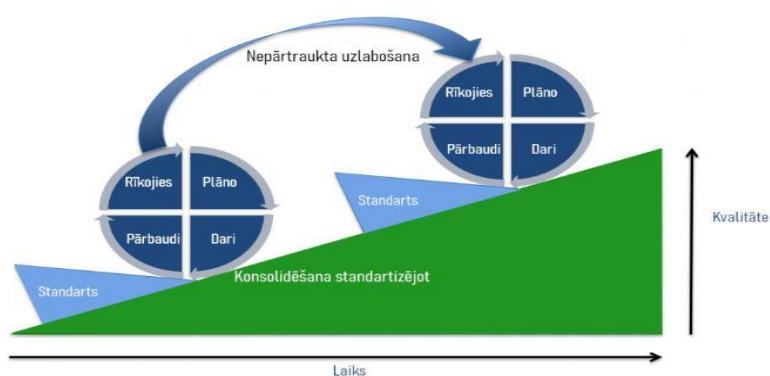 Nepārtraukta uzlabošana
Rīkojies
Plāno
Pārbaudi
Dari
Rīkojies
Plāno
Pārbaudi
Dari
Standarts
Standarts
Konsolidēšana standartizējot
Kvalitāte
Laiks